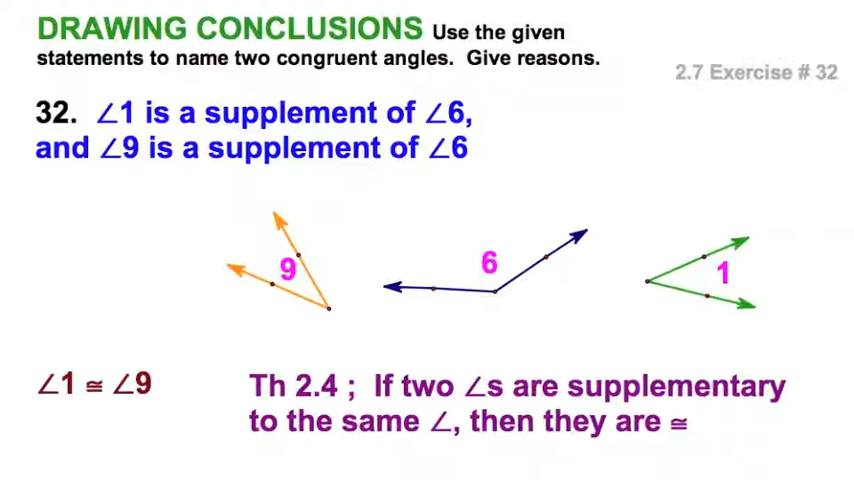 DRAWING CONCLUSIONS Use the given
statements to name two congruent angles. Give reasons.
2.7 Exercise # 32
32. ∠1 is a supplement of ∠6,
and ∠9 is a supplement of ∠6
9
6
1
∠1 ≅ ∠9
Th 2.4 ; If two ∠s are supplementary
to the same ∠, then they are ≅